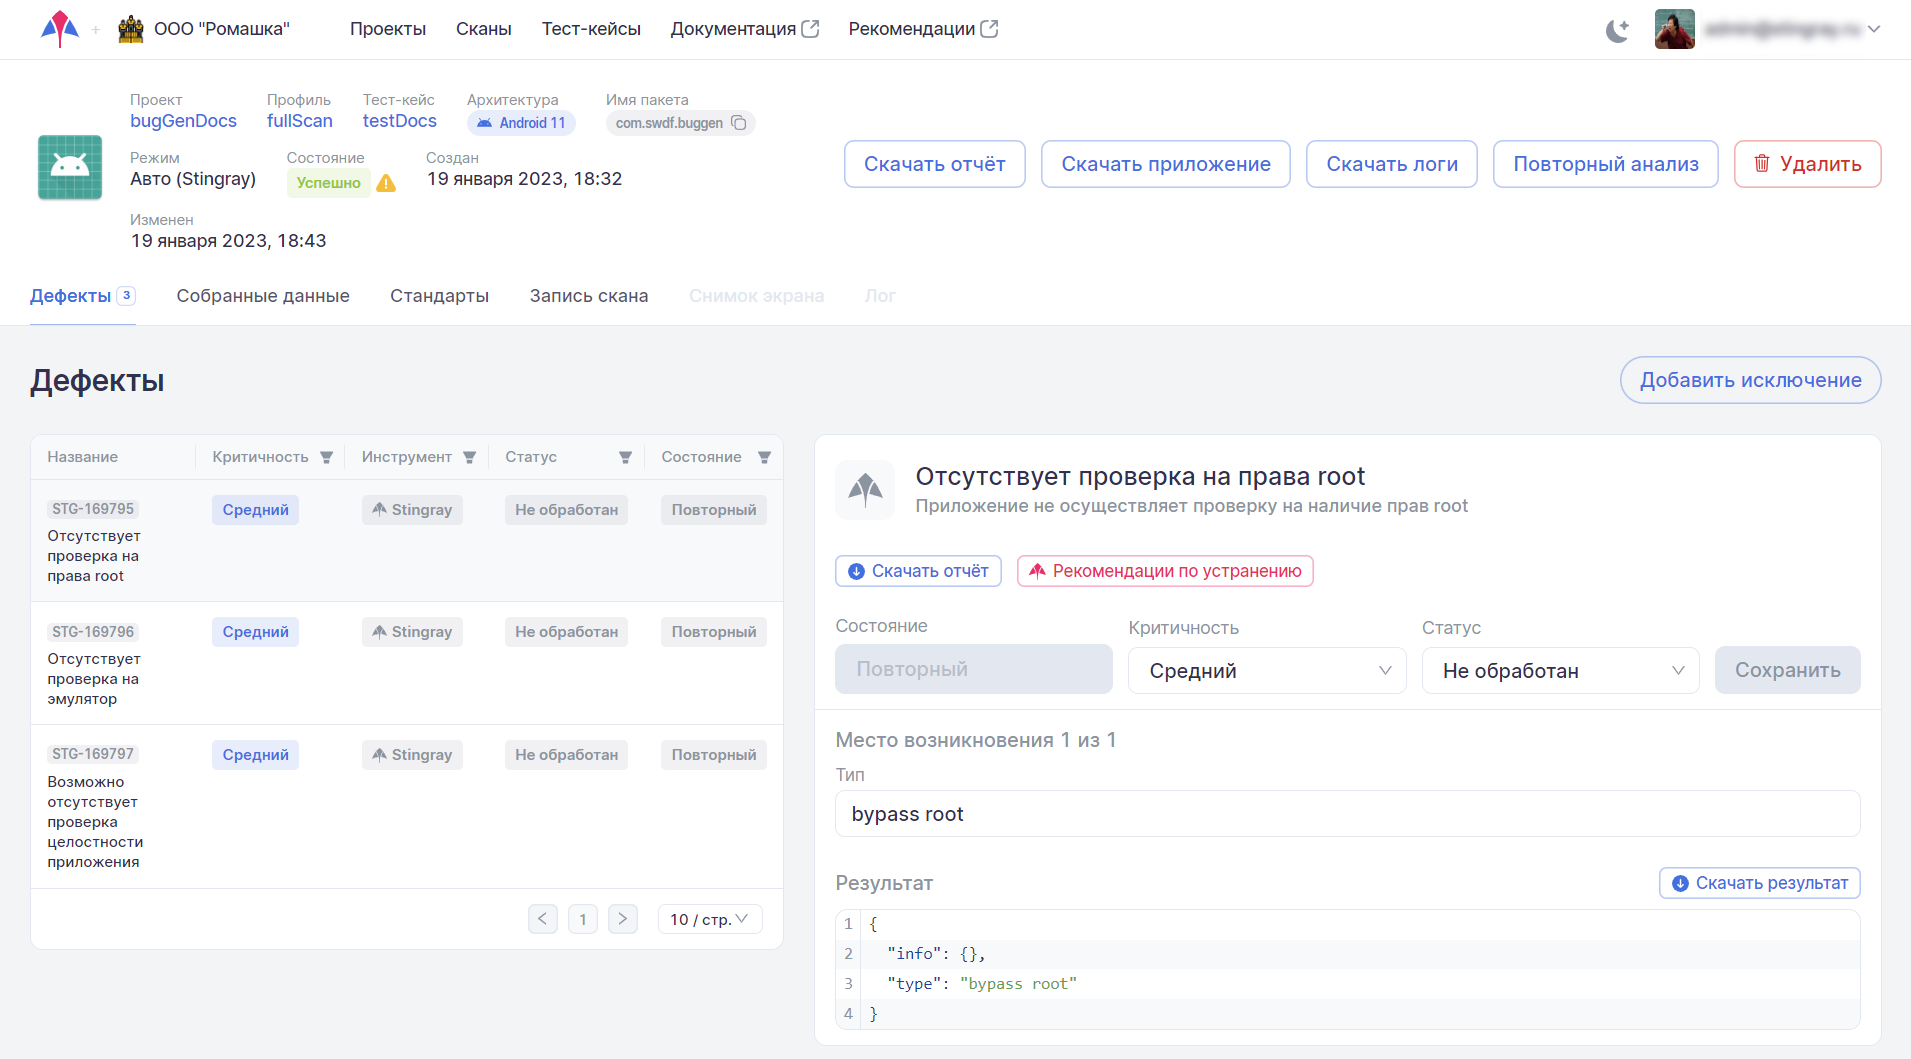 ООО "Ромашка"
Проекты
Сканы
Тест-кейсы
Документация
Рекомендации
Проект
bugGenDocs
Профиль
fullScan
Тест-кейс
testDocs
Архитектура
Android 11
Имя пакета
com.swdf.buggen
Режим
Авто (Stingray)
Состояние
Успешно
Создан
19 января 2023, 18:32
Изменен
19 января 2023, 18:43
Скачать отчёт
Скачать приложение
Скачать логи
Повторный анализ
Удалить
Дефекты 3
Собранные данные
Стандарты
Запись скана
Снимок экрана
Лог
Дефекты
Добавить исключение
Название
Критичность
Инструмент
Статус
Состояние
STG-169795
Отсутствует
проверка на
права root
Средний
Stingray
Не обработан
Повторный
STG-169796
Отсутствует
проверка на
эмулятор
Средний
Stingray
Не обработан
Повторный
STG-169797
Возможно
отсутствует
проверка
целостности
приложения
Средний
Stingray
Не обработан
Повторный
1
10 / стр.
Отсутствует проверка на права root
Приложение не осуществляет проверку на наличие прав root
Скачать отчёт
Рекомендации по устранению
Состояние
Повторный
Критичность
Средний
Статус
Не обработан
Сохранить
Место возникновения 1 из 1
Тип
bypass root
Результат
Скачать результат
1 {
2 "info": {},
3 "type": "bypass root"
4 }